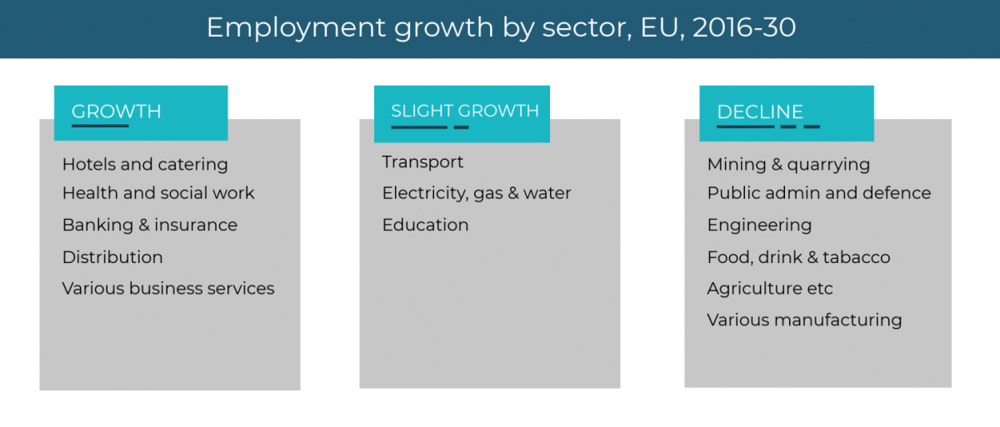 Employment growth by sector, EU, 2016-30
GROWTH
Hotels and catering
Health and social work
Banking & insurance
Distribution
Various business services
SLIGHT GROWTH
Transport
Electricity, gas & water
Education
DECLINE
Mining & quarrying
Public admin and defence
Engineering
Food, drink & tabacco
Agriculture etc
Various manufacturing